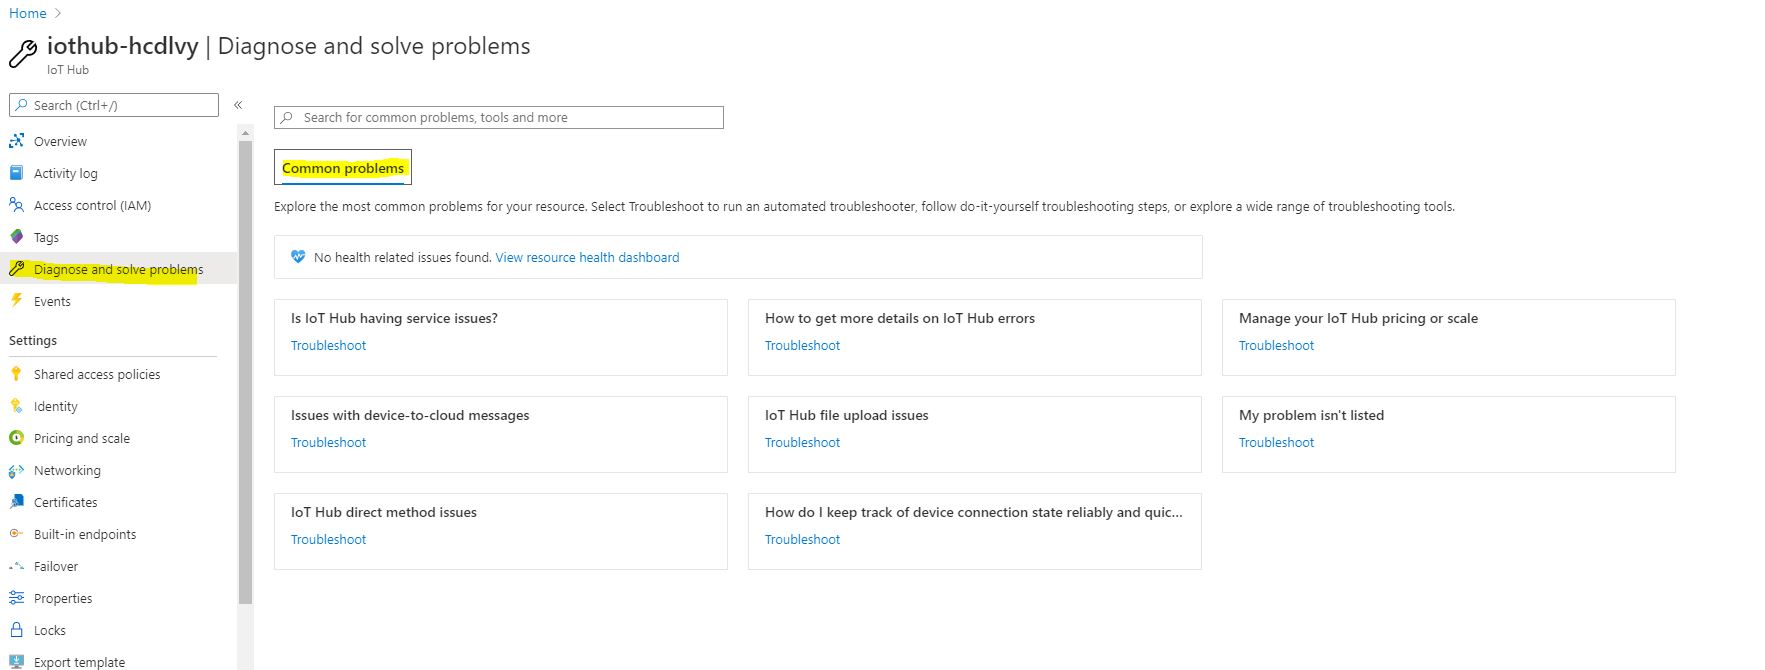 Home
iothub-hcdlvy | Diagnose and solve problems
IoT Hub
Search (Ctrl+/)
«
Overview
Activity log
Access control (IAM)
Tags
Diagnose and solve problems
Events
Settings
Shared access policies
Identity
Pricing and scale
Networking
Certificates
Built-in endpoints
Failover
Properties
Locks
Export template
Search for common problems, tools and more
Common problems
Explore the most common problems for your resource. Select Troubleshoot to run an automated troubleshooter, follow do-it-yourself troubleshooting steps, or explore a wide range of troubleshooting tools.
No health related issues found. View resource health dashboard
Is IoT Hub having service issues?
Troubleshoot
How to get more details on IoT Hub errors
Troubleshoot
Manage your IoT Hub pricing or scale
Troubleshoot
Issues with device-to-cloud messages
Troubleshoot
IoT Hub file upload issues
Troubleshoot
My problem isn't listed
Troubleshoot
IoT Hub direct method issues
Troubleshoot
How do I keep track of device connection state reliably and quic...
Troubleshoot